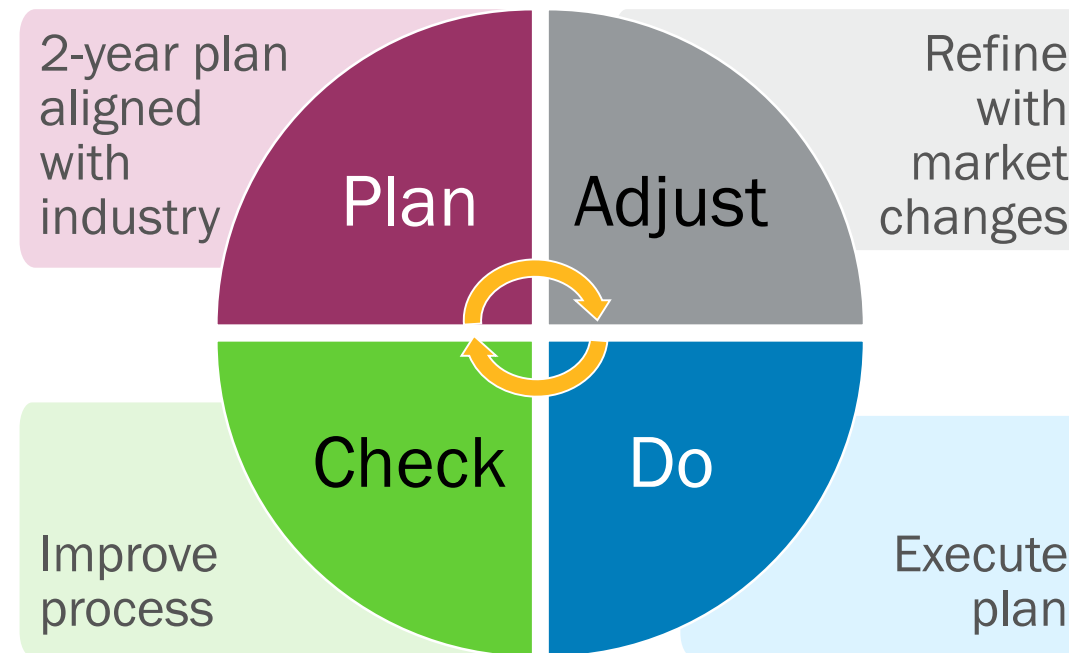 2-year plan
aligned
with
industry
Plan
Adjust
Refine
with
market
changes
Check
Do
Improve
process
Execute
plan